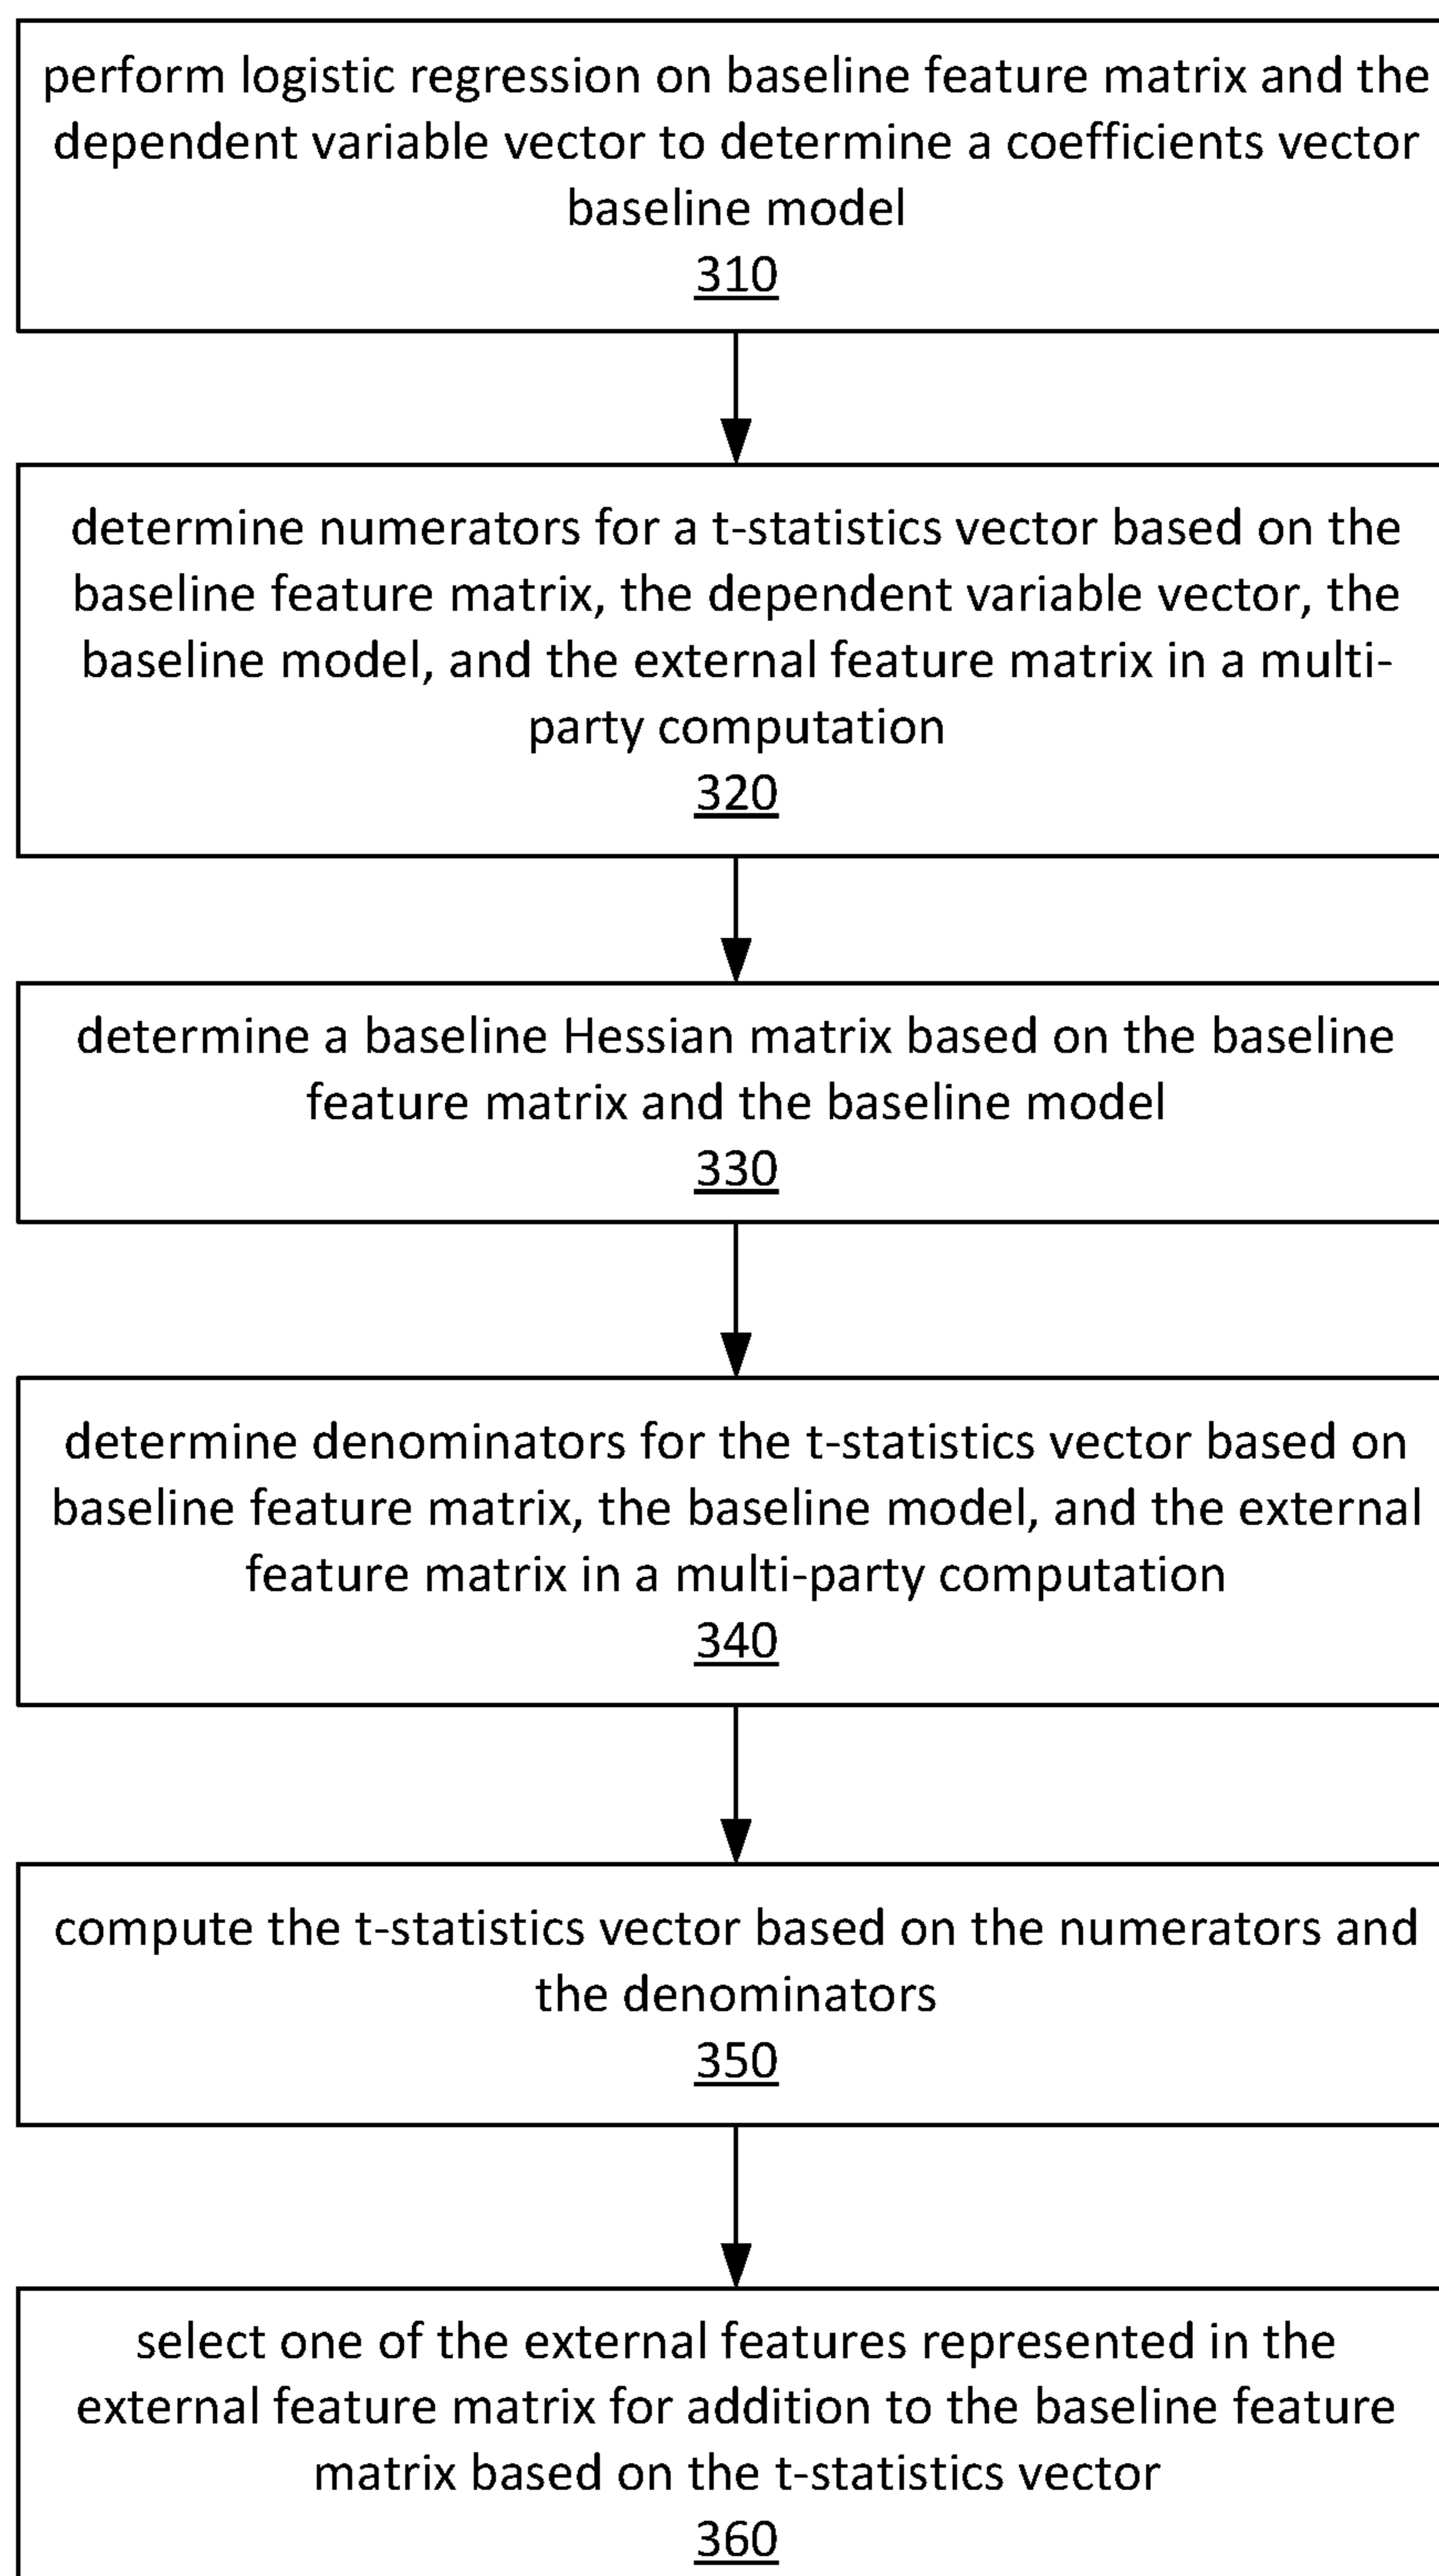 perform logistic regression on baseline feature matrix and the
dependent variable vector to determine a coefficients vector
baseline model
310
determine numerators for a t-statistics vector based on the
baseline feature matrix, the dependent variable vector, the
baseline model, and the external feature matrix in a multi-
party computation
320
determine a baseline Hessian matrix based on the baseline
feature matrix and the baseline model
330
determine denominators for the t-statistics vector based on
baseline feature matrix, the baseline model, and the external
feature matrix in a multi-party computation
340
compute the t-statistics vector based on the numerators and
the denominators
350
select one of the external features represented in the
external feature matrix for addition to the baseline feature
matrix based on the t-statistics vector
360